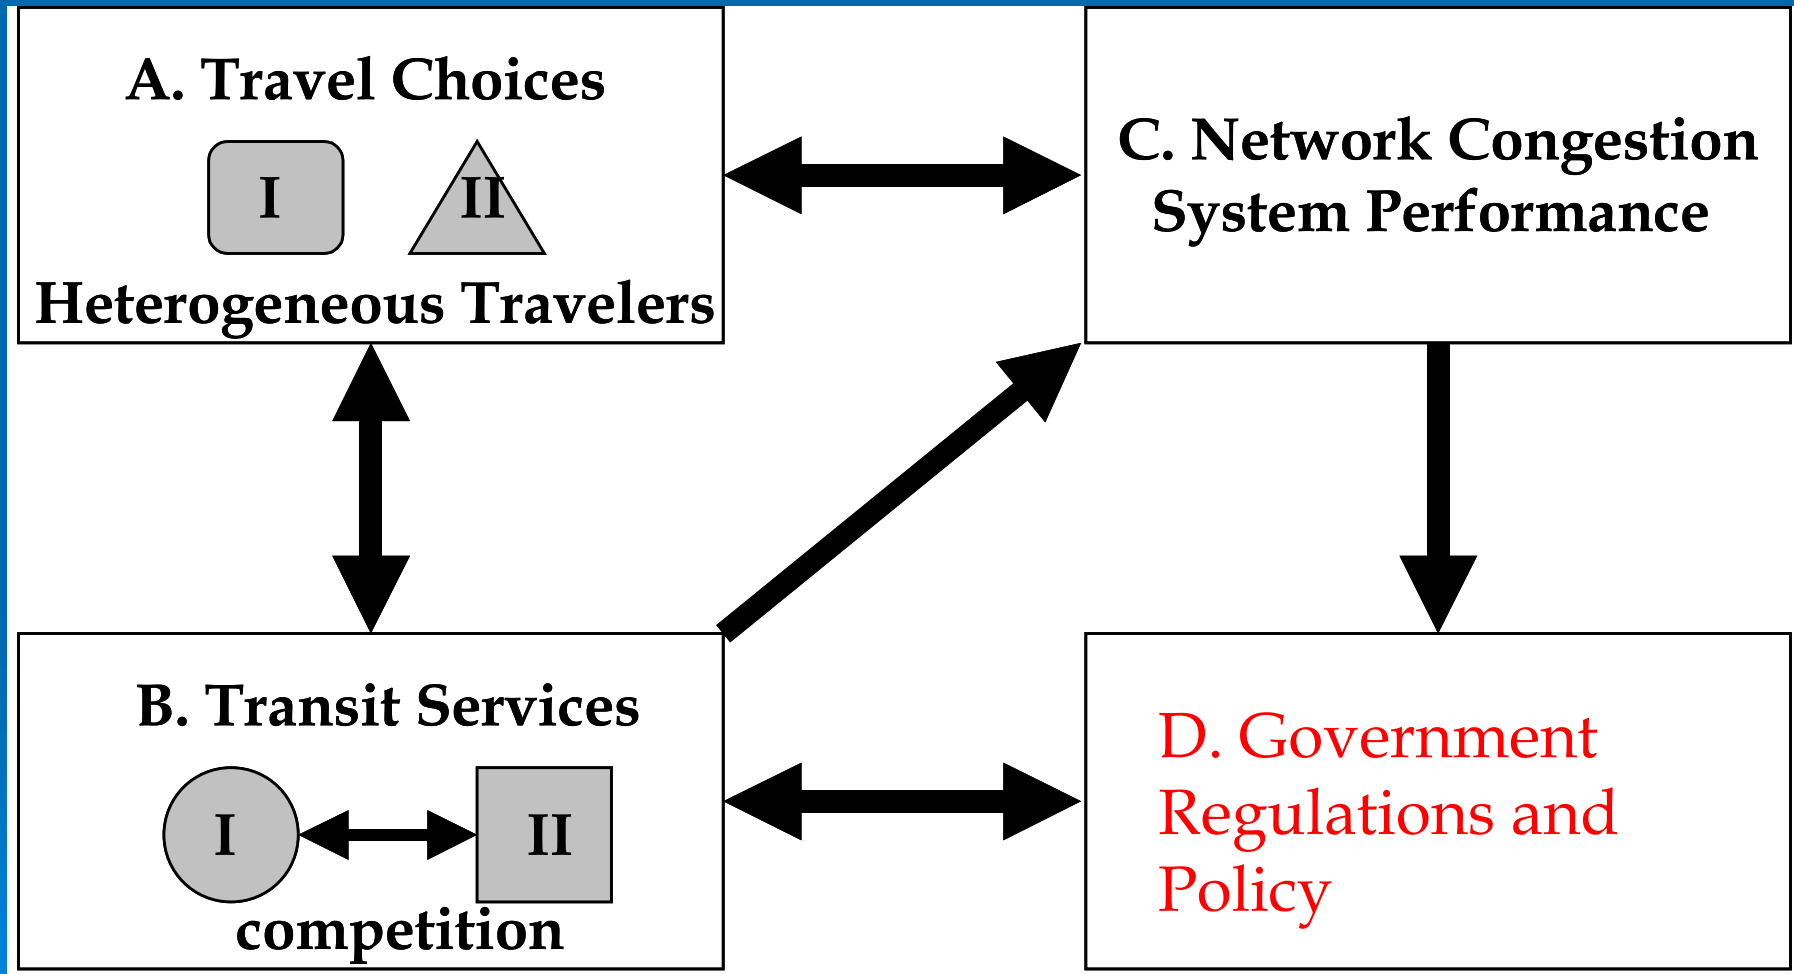 A. Travel Choices
I
II
Heterogeneous Travelers
C. Network Congestion
System Performance
B. Transit Services
I
II
competition
D. Government
Regulations and
Policy